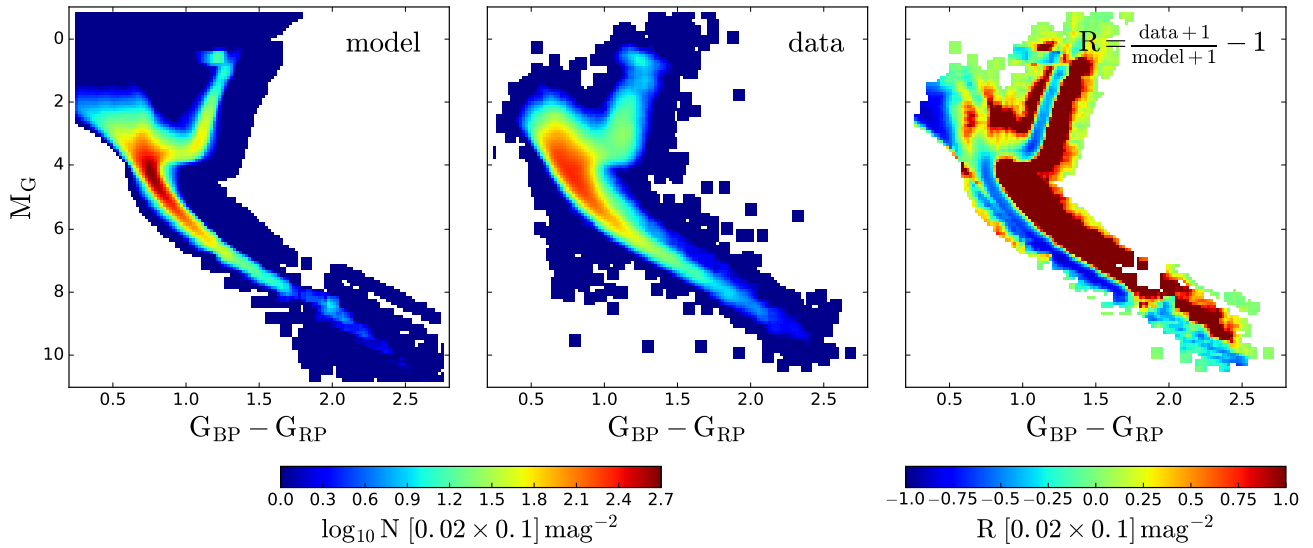 model
data
R = (data + 1)/(model + 1) − 1
M_G
0
2
4
6
8
10
0.5 1.0 1.5 2.0 2.5
0.5 1.0 1.5 2.0 2.5
0.5 1.0 1.5 2.0 2.5
G_BP − G_RP
G_BP − G_RP
G_BP − G_RP
0.0 0.3 0.6 0.9 1.2 1.5 1.8 2.1 2.4 2.7
log₁₀ N [0.02 × 0.1] mag⁻²
−1.0 −0.75 −0.5 −0.25 0.0 0.25 0.5 0.75 1.0
R [0.02 × 0.1] mag⁻²